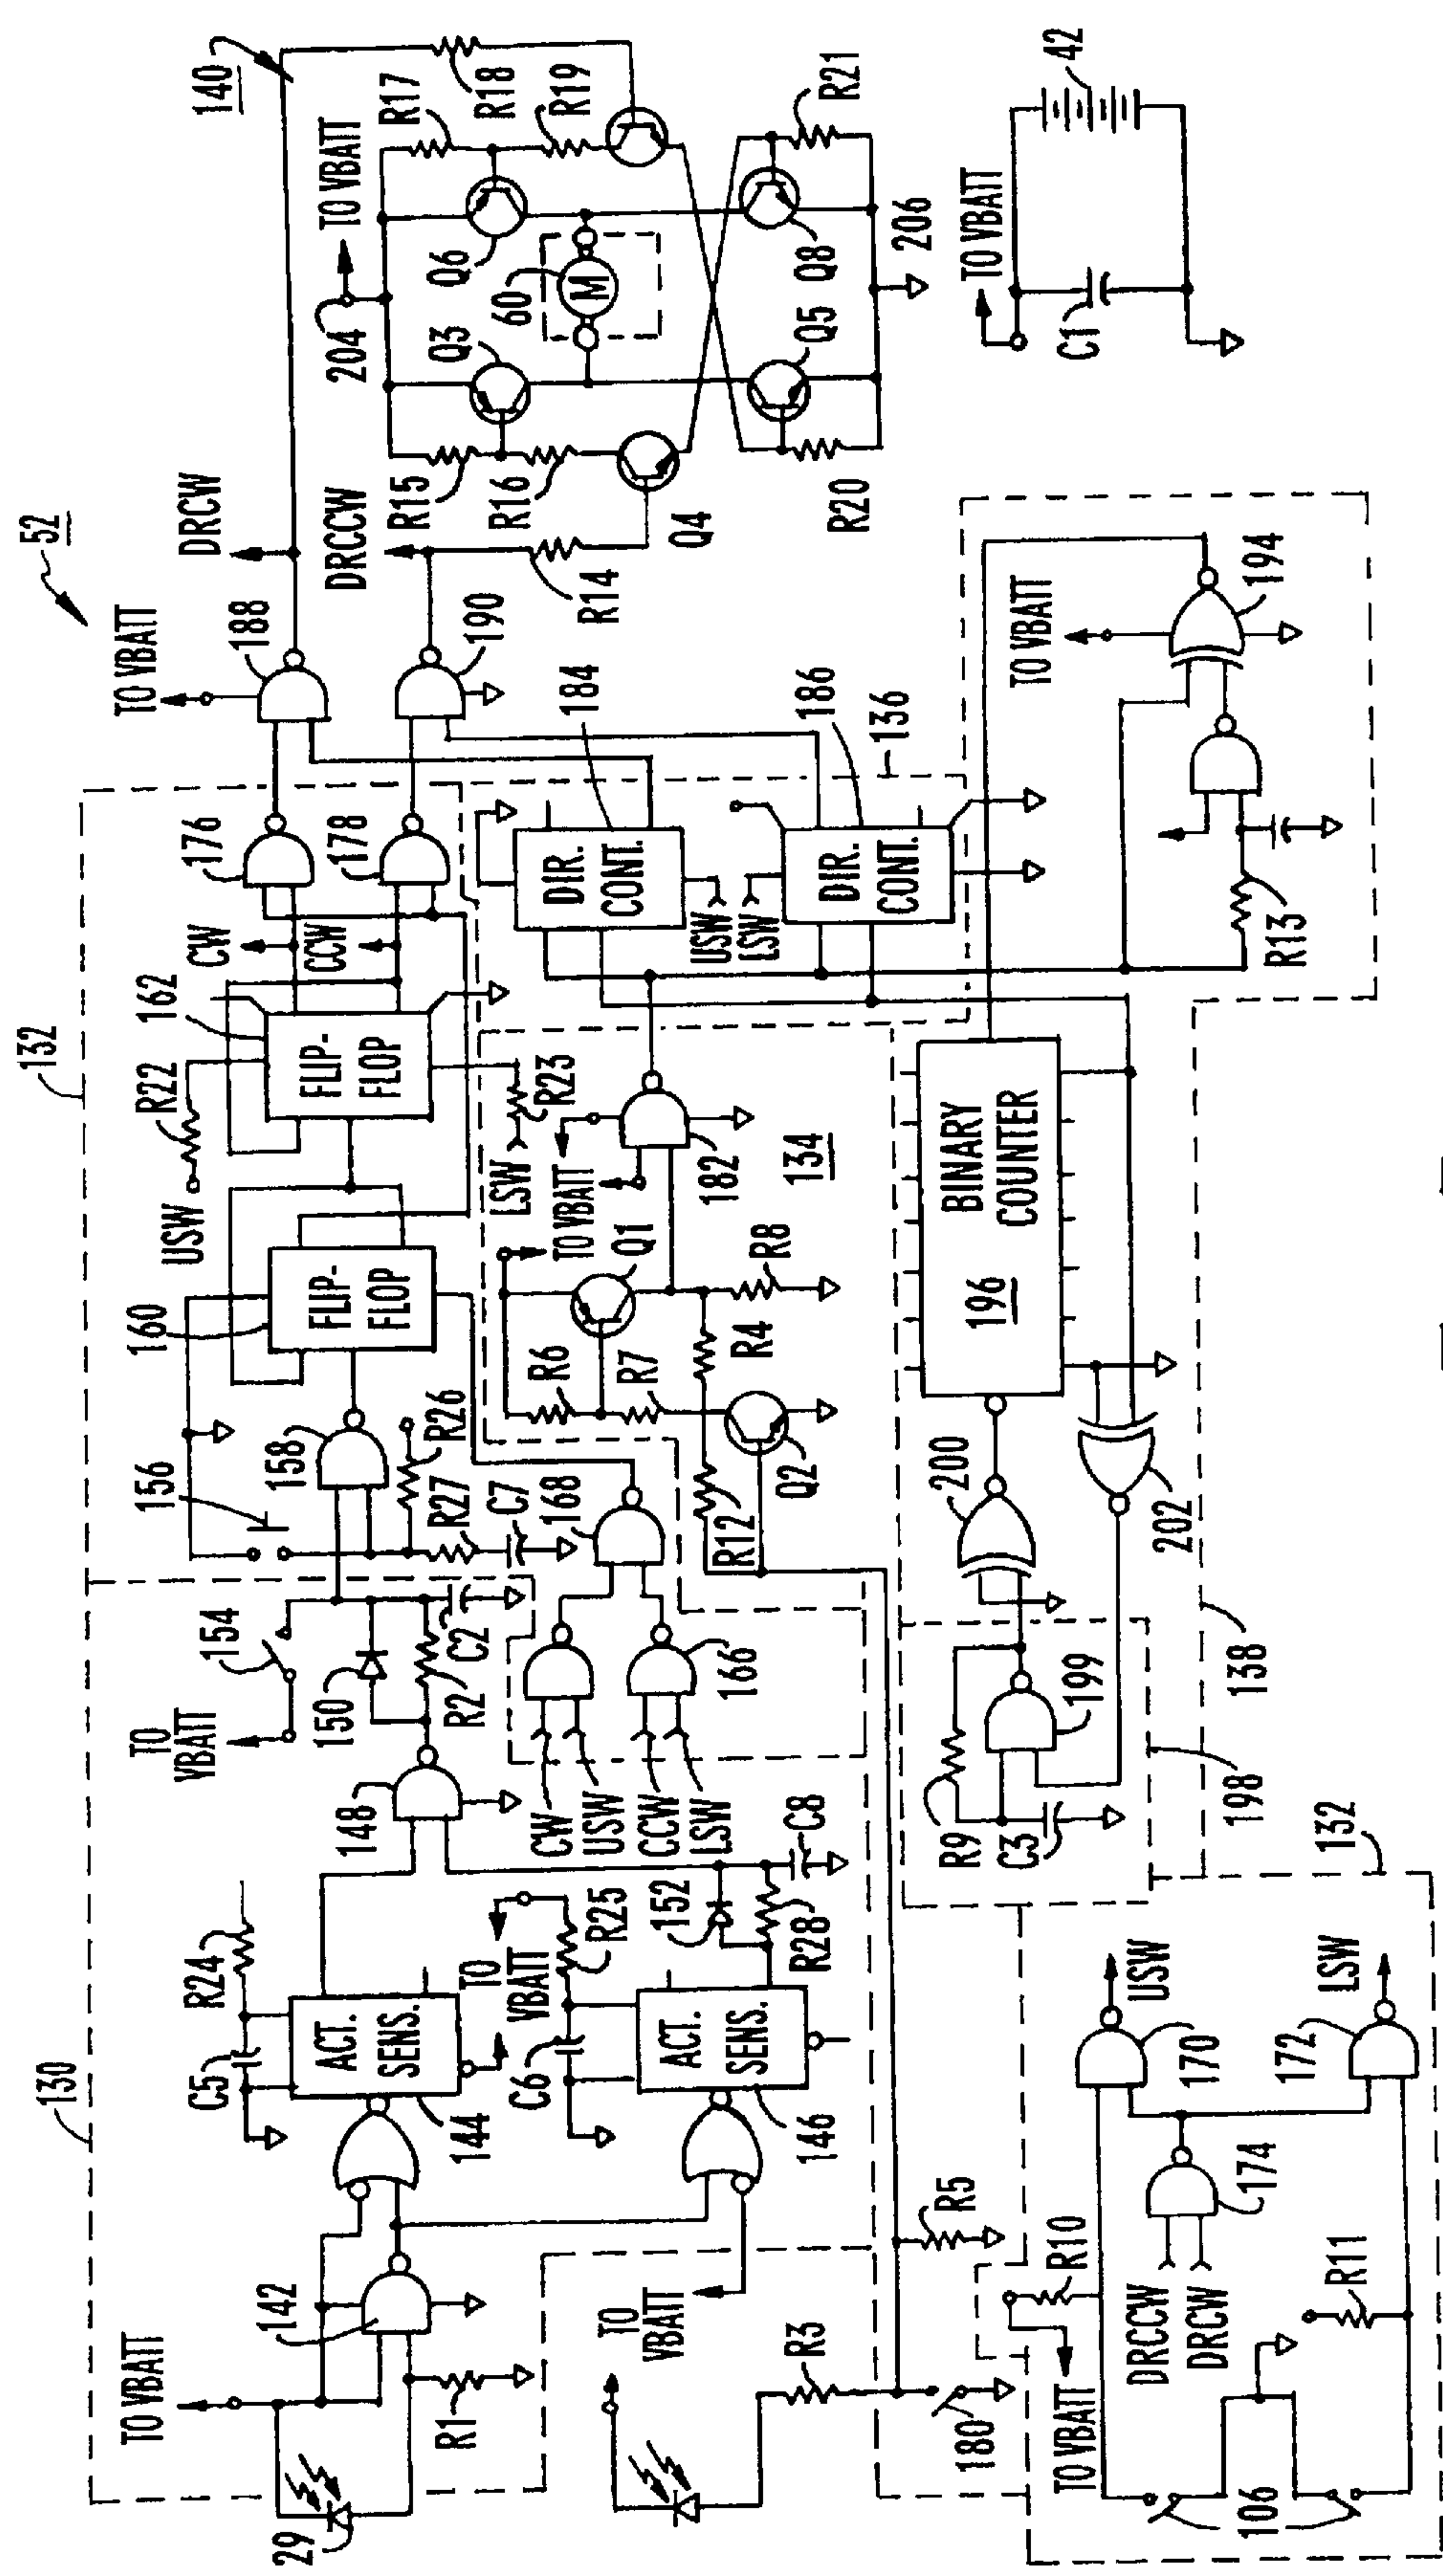 52
140
132
130
TO VBATT
188
DRCW
R18
TO VBATT
204
R17
R19
176
178
190
DRCCW
R15
R16
R14
Q3
Q6
60
M
Q4
Q5
Q8
R20
R21
206
TO VBATT
C1
42
USW
R22
162
FLIP-
FLOP
CW
CCW
160
FLIP-
FLOP
156
158
R26
R27
C7
168
LSW
R23
DIR.
CONT.
184
USW
LSW
DIR.
CONT.
186
136
TO VBATT
182
134
Q1
R6
R7
R4
R8
R12
Q2
TO
VBATT
154
150
R2
C2
148
CW
USW
CCW
LSW
166
R24
C5
ACT.
SENS.
144
TO
VBATT
R25
C6
ACT.
SENS.
146
152
R28
C8
TO VBATT
142
R1
29
TO
VBATT
R3
180
R5
BINARY
COUNTER
196
200
202
199
R9
C3
198
138
TO VBATT
194
R13
132
TO VBATT
R10
170
USW
172
LSW
174
DRCCW
DRCW
R11
106